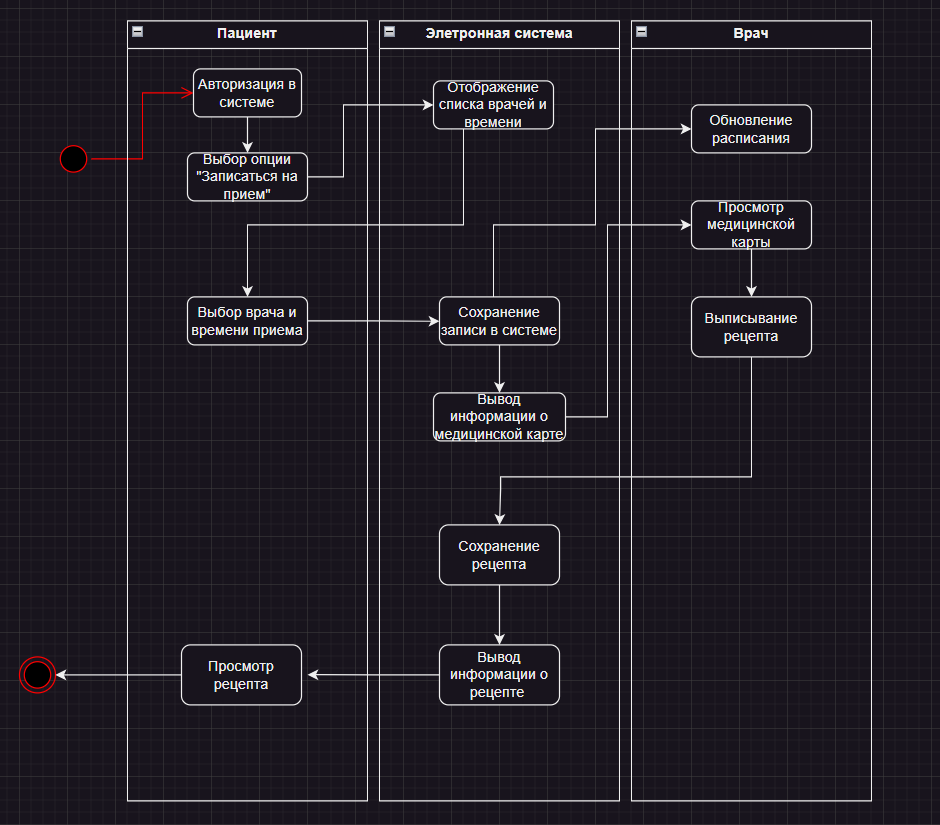 Пациент
Элетронная система
Врач
Авторизация в
системе
Отображение
списка врачей и
времени
Обновление
расписания
Выбор опции
"Записаться на
прием"
Просмотр
медицинской
карты
Выбор врача и
времени приема
Сохранение
записи в системе
Выписывание
рецепта
Вывод
информации о
медицинской карте
Сохранение
рецепта
Просмотр
рецепта
Вывод
информации о
рецепте